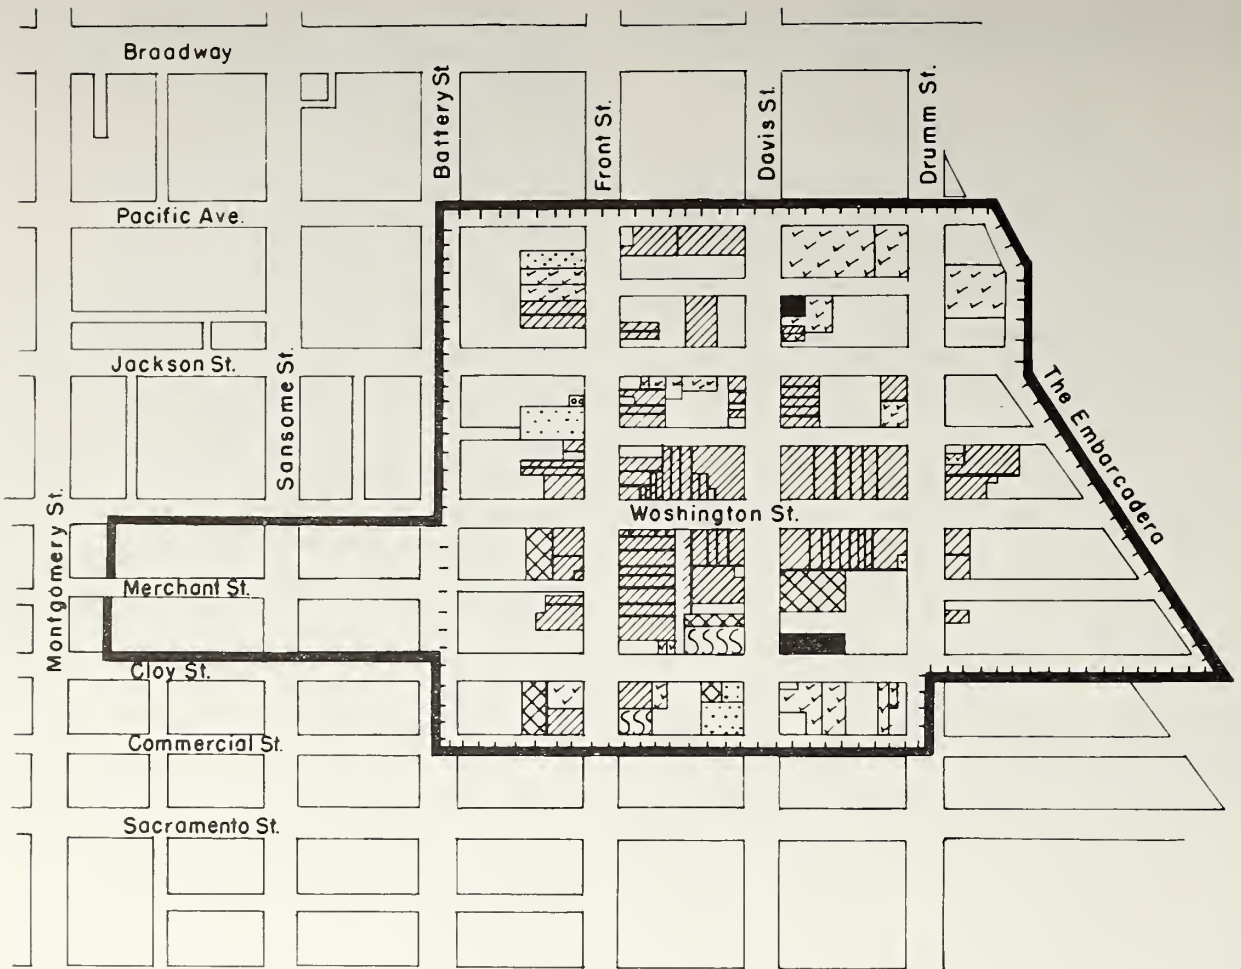 Broadway
Battery St.
Front St.
Davis St.
Drumm St.
Pacific Ave.
Jackson St.
Sansome St.
The Embarcadera
Montgomery St.
Woshington St.
Merchant St.
Cloy St.
Commercial St.
Sacramento St.